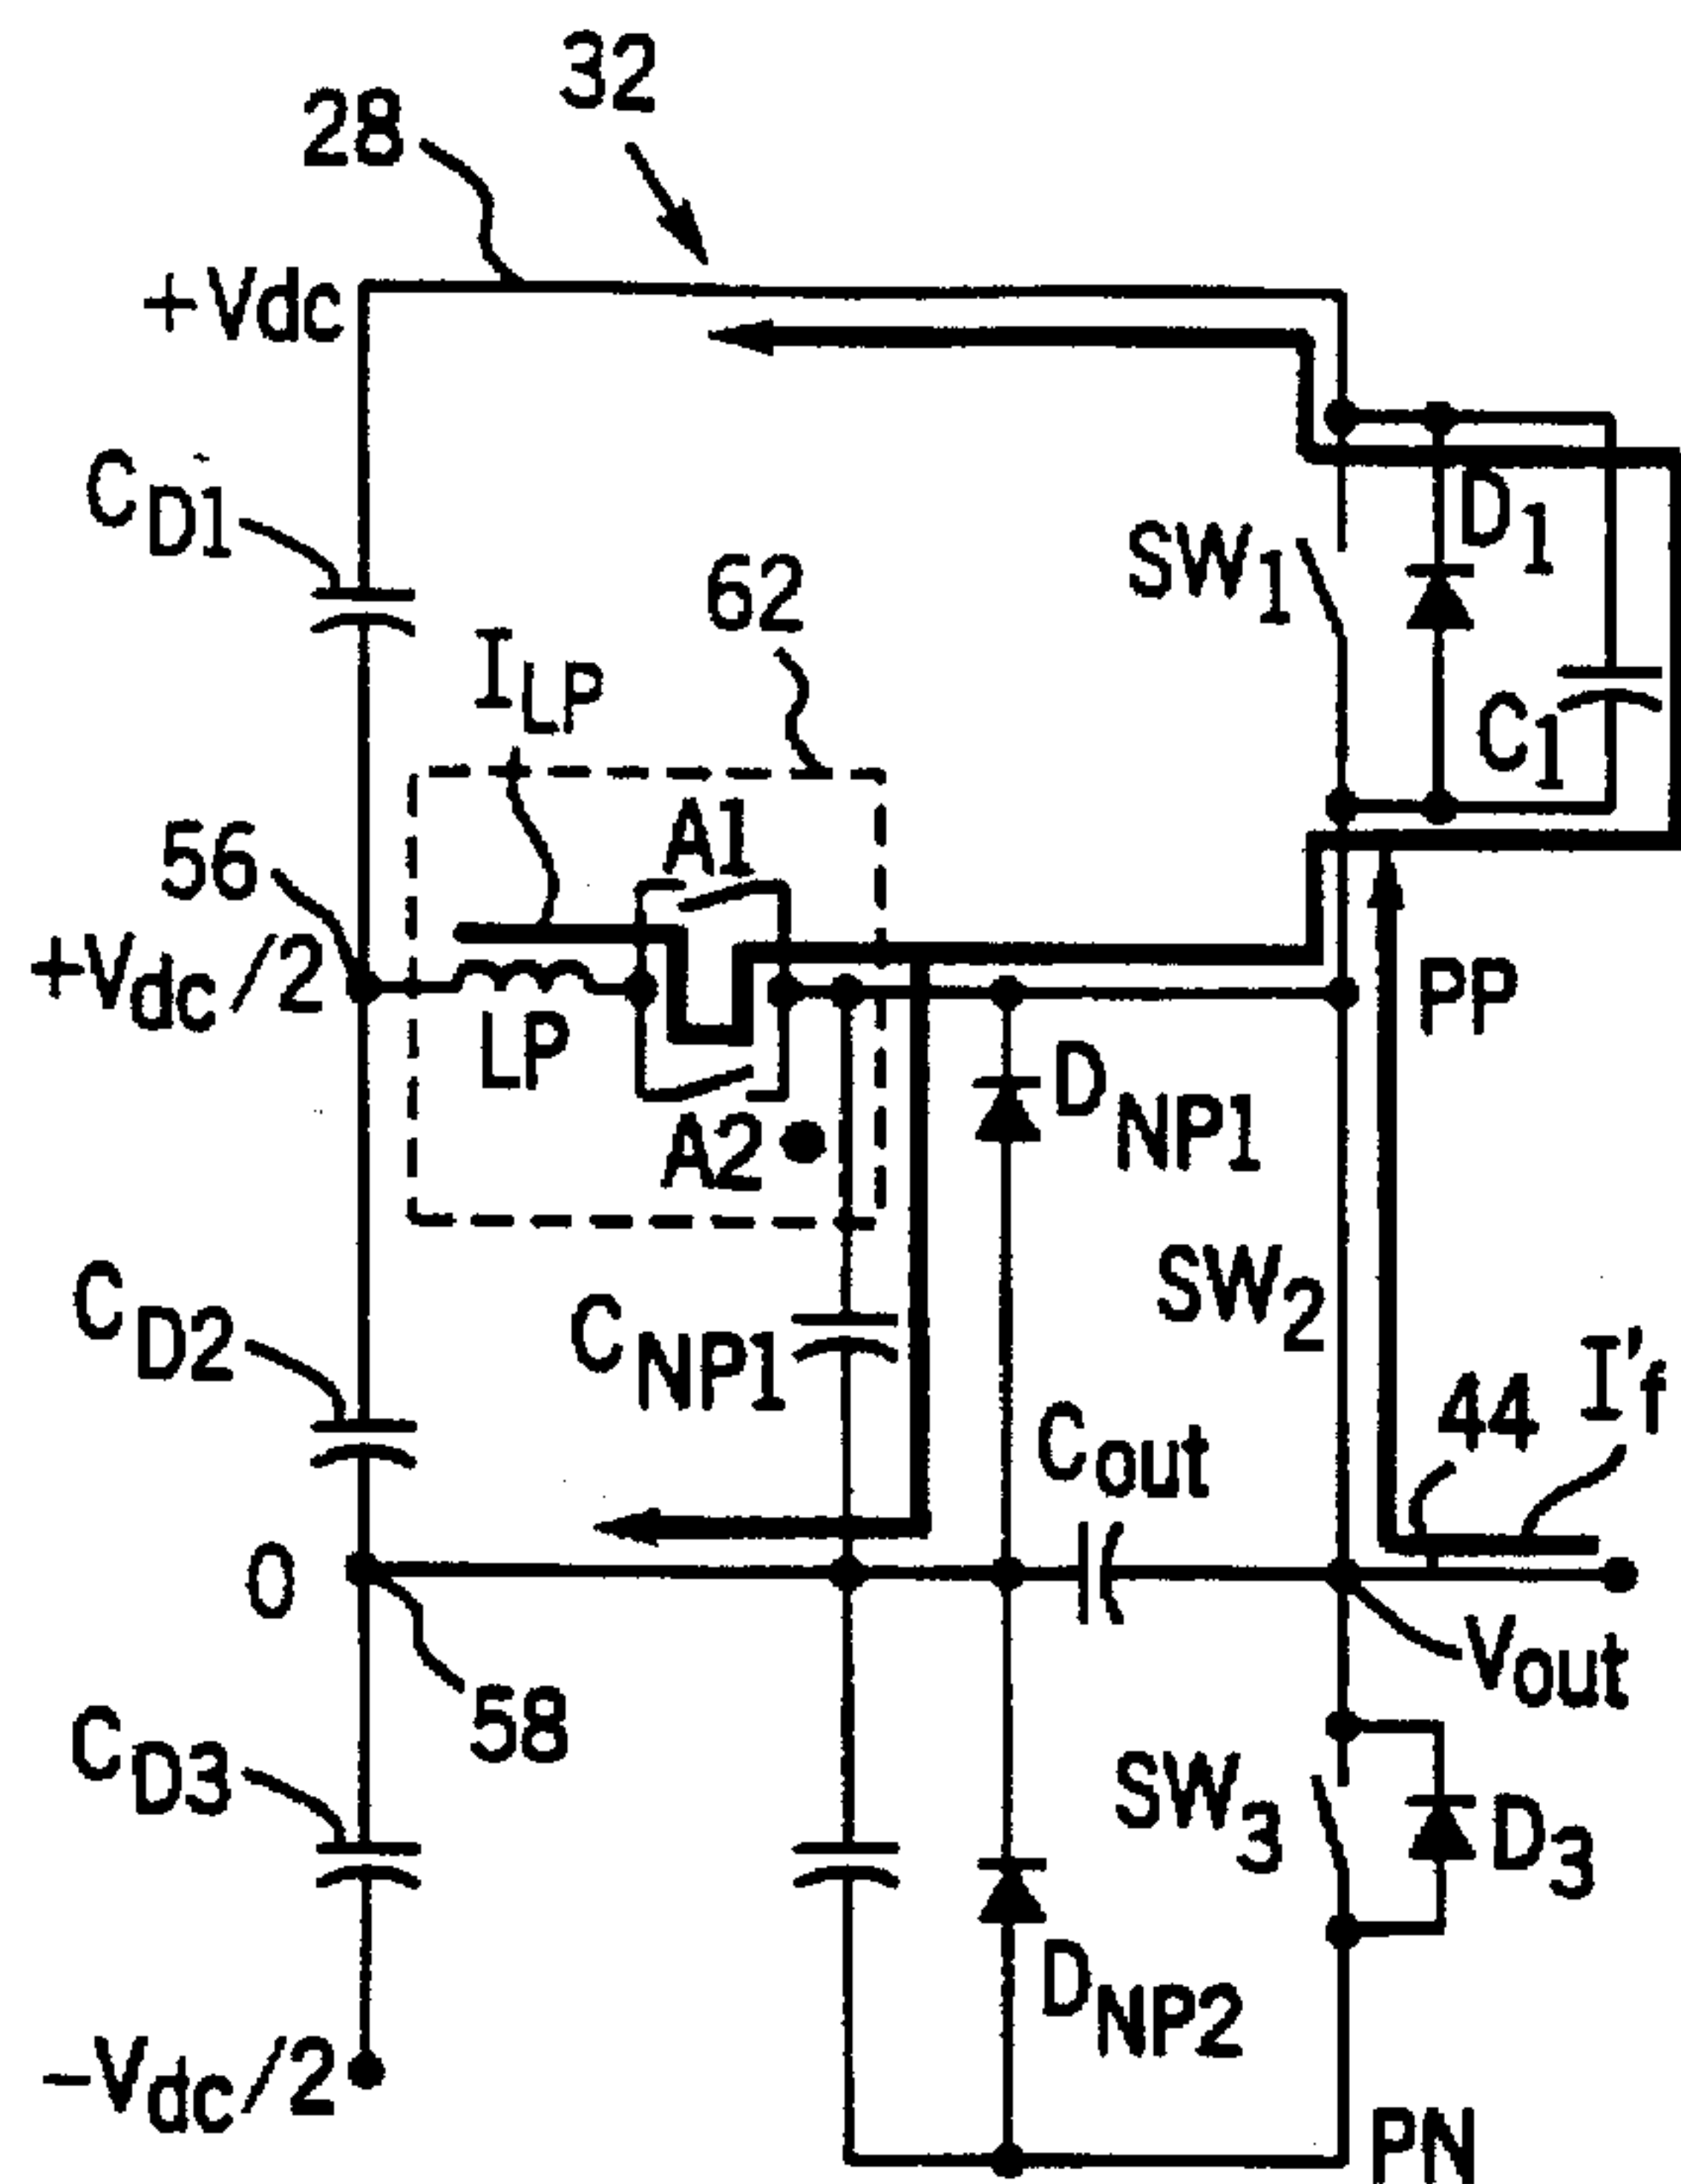 32
28
+Vdc
CD1
SW1
D1
62
ILP
C1
A1
56
+Vdc/2
PP
LP
DNP1
A2
SW2
CD2
CNP1
I'f
44
Cout
0
Vout
58
CD3
SW3
D3
DNP2
-Vdc/2
PN